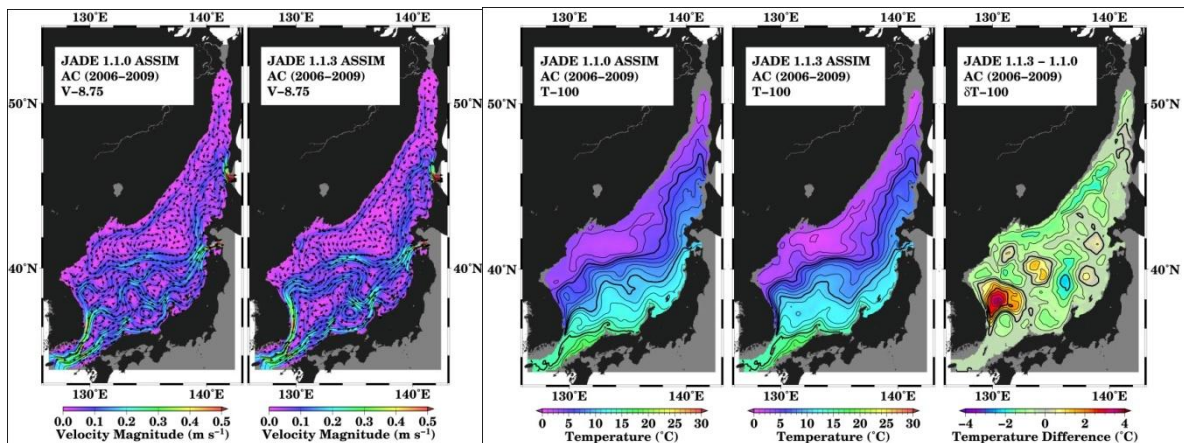 130°E 140°E
JADE 1.1.0 ASSIM
AC (2006–2009)
V–8.75
JADE 1.1.3 ASSIM
AC (2006–2009)
V–8.75
50°N
40°N
130°E 140°E 130°E 140°E
0.0 0.1 0.2 0.3 0.4 0.5
Velocity Magnitude (m s⁻¹)
0.0 0.1 0.2 0.3 0.4 0.5
Velocity Magnitude (m s⁻¹)
130°E 140°E 130°E 140°E
JADE 1.1.0 ASSIM
AC (2006–2009)
T–100
JADE 1.1.3 ASSIM
AC (2006–2009)
T–100
JADE 1.1.3 – 1.1.0
AC (2006–2009)
δT–100
50°N
50°N
40°N
40°N
130°E 140°E 130°E 140°E
0 5 10 15 20 25 30
Temperature (°C)
0 5 10 15 20 25 30
Temperature (°C)
−4 −2 0 2 4
Temperature Difference (°C)